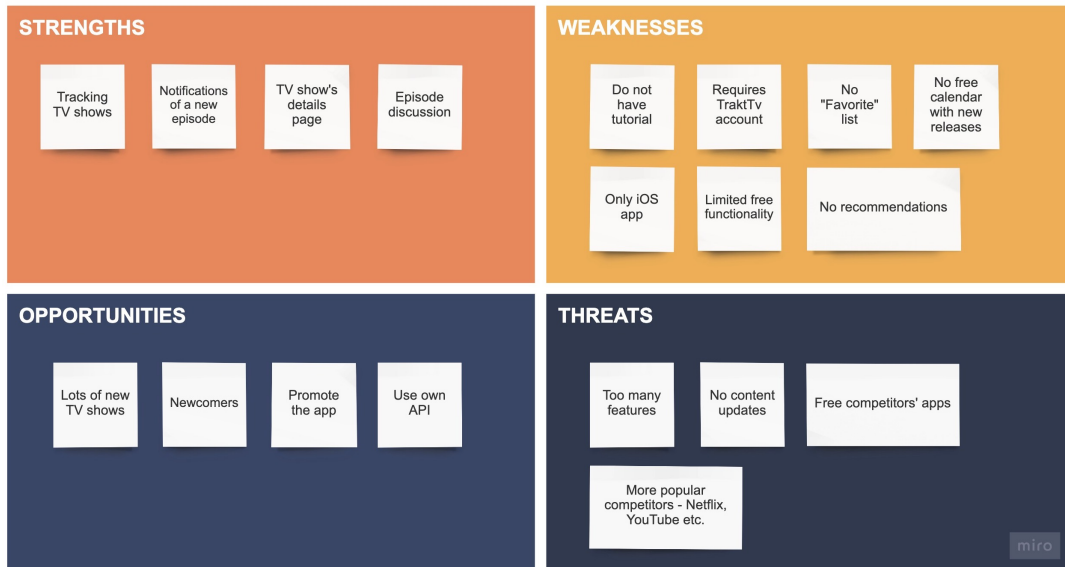 STRENGTHS
Tracking
TV shows
Notifications
of a new
episode
TV show's
details
page
Episode
discussion
WEAKNESSES
Do not
have
tutorial
Requires
TraktTv
account
No
"Favorite"
list
No free
calendar
with new
releases
Only iOS
app
Limited free
functionality
No recommendations
OPPORTUNITIES
Lots of new
TV shows
Newcomers
Promote
the app
Use own
API
THREATS
Too many
features
No content
updates
Free competitors' apps
More popular
competitors - Netflix,
YouTube etc.
miro